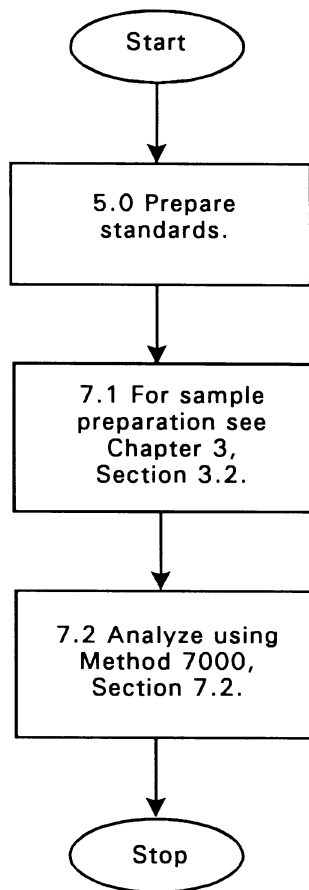 Start
5.0 Prepare
standards.
7.1 For sample
preparation see
Chapter 3,
Section 3.2.
7.2 Analyze using
Method 7000,
Section 7.2.
Stop